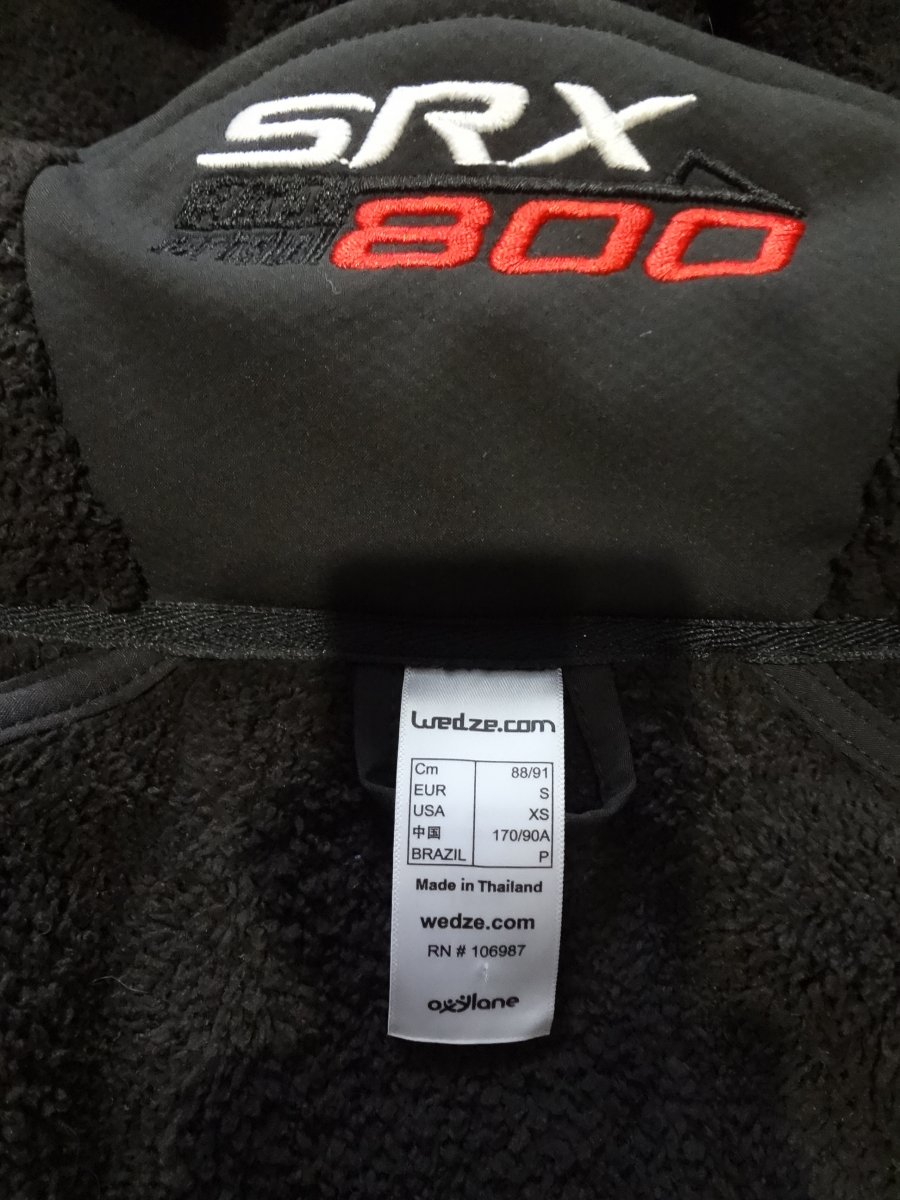 SRX
800
wedze.com
Cm 88/91
EUR S
USA XS
中国 170/90A
BRAZIL P
Made in Thailand
wedze.com
RN # 106987
oxylane